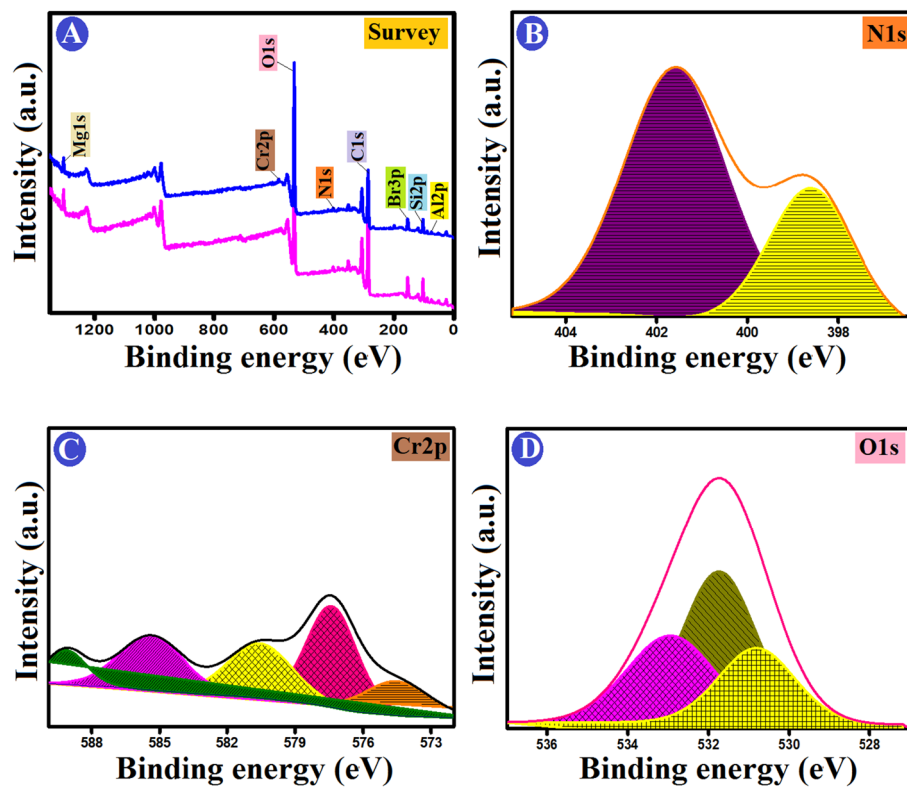 A
Survey
Mg1s
Cr2p
O1s
N1s
C1s
Br3p
Si2p
Al2p
Intensity (a.u.)
1200 1000 800 600 400 200 0
Binding energy (eV)
B
N1s
Intensity (a.u.)
404 402 400 398
Binding energy (eV)
C
Cr2p
Intensity (a.u.)
588 585 582 579 576 573
Binding energy (eV)
D
O1s
Intensity (a.u.)
536 534 532 530 528
Binding energy (eV)